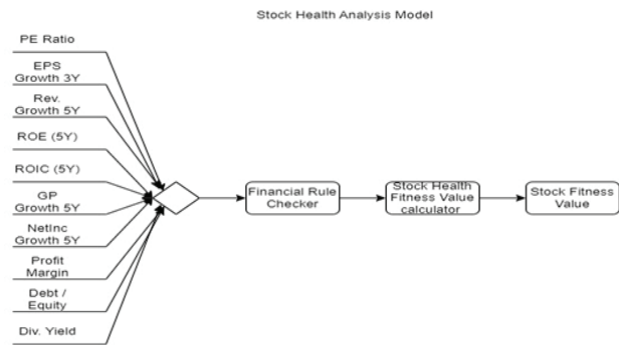 Stock Health Analysis Model
PE Ratio
EPS
Growth 3Y
Rev.
Growth 5Y
ROE (5Y)
ROIC (5Y)
GP
Growth 5Y
NetInc
Growth 5Y
Profit
Margin
Debt /
Equity
Div. Yield
Financial Rule
Checker
Stock Health
Fitness Value
calculator
Stock Fitness
Value